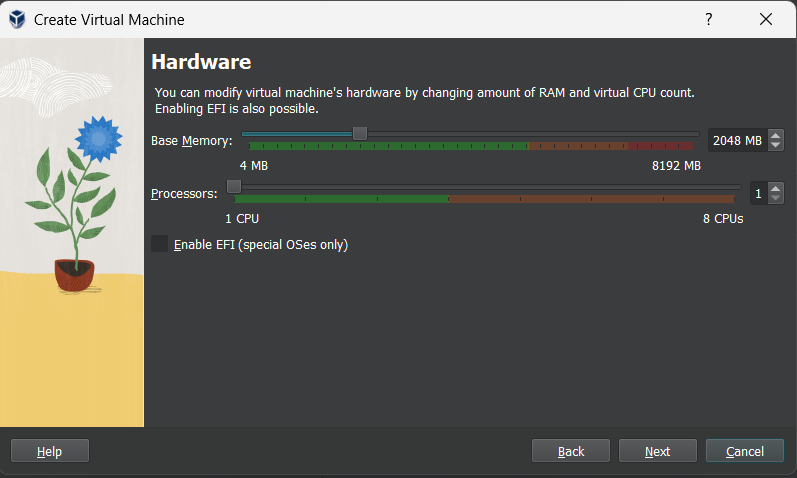 Create Virtual Machine
?
Hardware
You can modify virtual machine's hardware by changing amount of RAM and virtual CPU count.
Enabling EFI is also possible.
Base Memory: 2048 MB
4 MB 8192 MB
Processors: 1
1 CPU 8 CPUs
Enable EFI (special OSes only)
Help Back Next Cancel